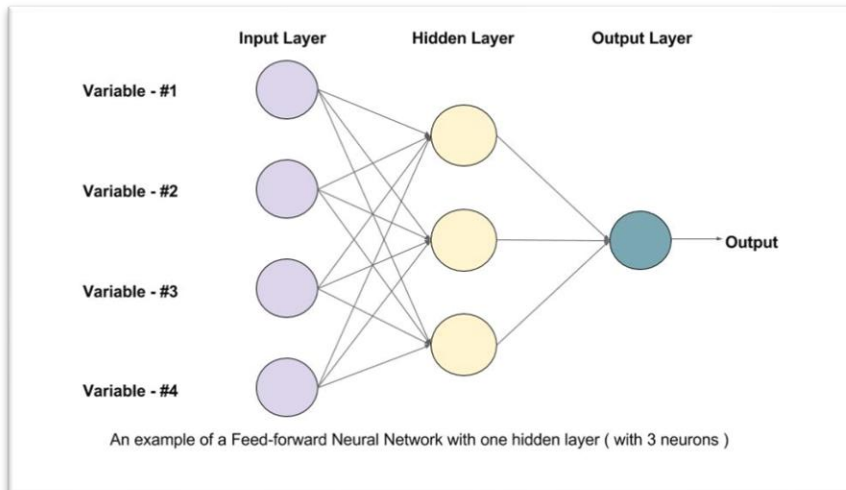 Input Layer Hidden Layer Output Layer
Variable - #1
Variable - #2
Output
Variable - #3
Variable - #4
An example of a Feed-forward Neural Network with one hidden layer ( with 3 neurons )